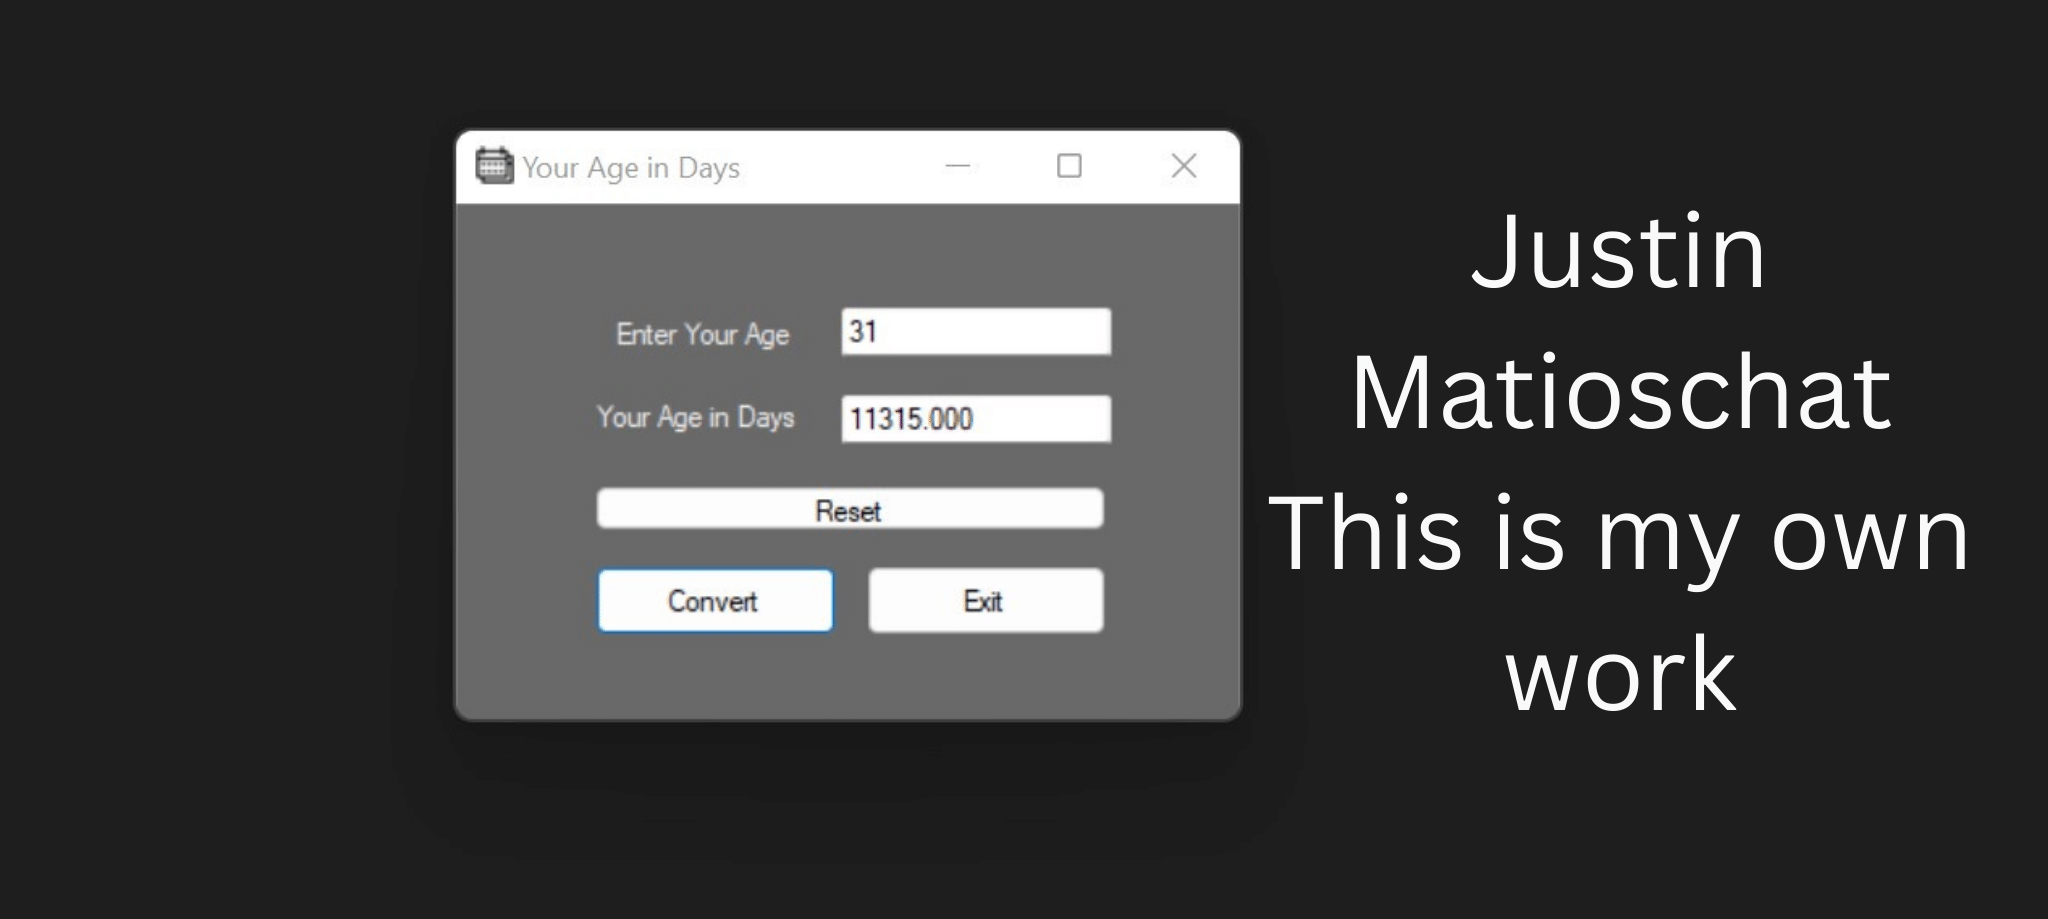 Your Age in Days
Enter Your Age 31
Your Age in Days 11315.000
Reset
Convert Exit
Justin
Matioschat
This is my own
work